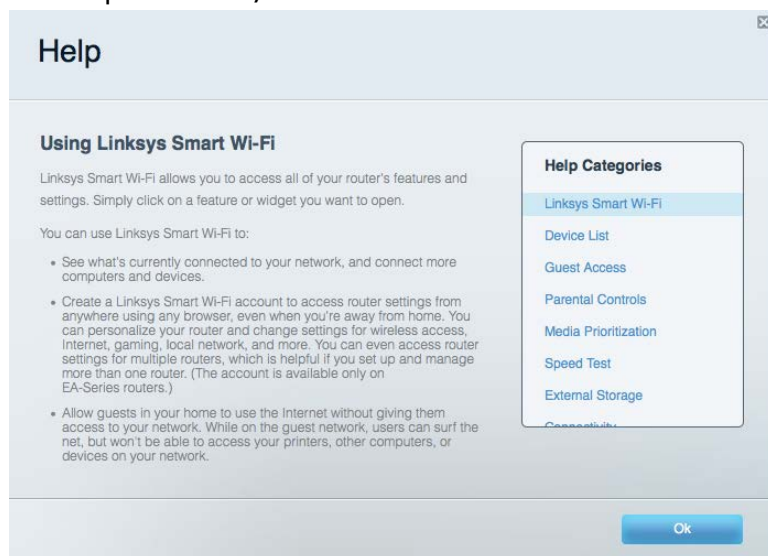 Help
Using Linksys Smart Wi-Fi
Linksys Smart Wi-Fi allows you to access all of your router's features and
settings. Simply click on a feature or widget you want to open.
You can use Linksys Smart Wi-Fi to:
• See what's currently connected to your network, and connect more
computers and devices.
• Create a Linksys Smart Wi-Fi account to access router settings from
anywhere using any browser, even when you're away from home. You
can personalize your router and change settings for wireless access,
Internet, gaming, local network, and more. You can even access router
settings for multiple routers, which is helpful if you set up and manage
more than one router. (The account is available only on
EA-Series routers.)
• Allow guests in your home to use the Internet without giving them
access to your network. While on the guest network, users can surf the
net, but won't be able to access your printers, other computers, or
devices on your network.
Help Categories
Linksys Smart Wi-Fi
Device List
Guest Access
Parental Controls
Media Prioritization
Speed Test
External Storage
Connectivity
Ok